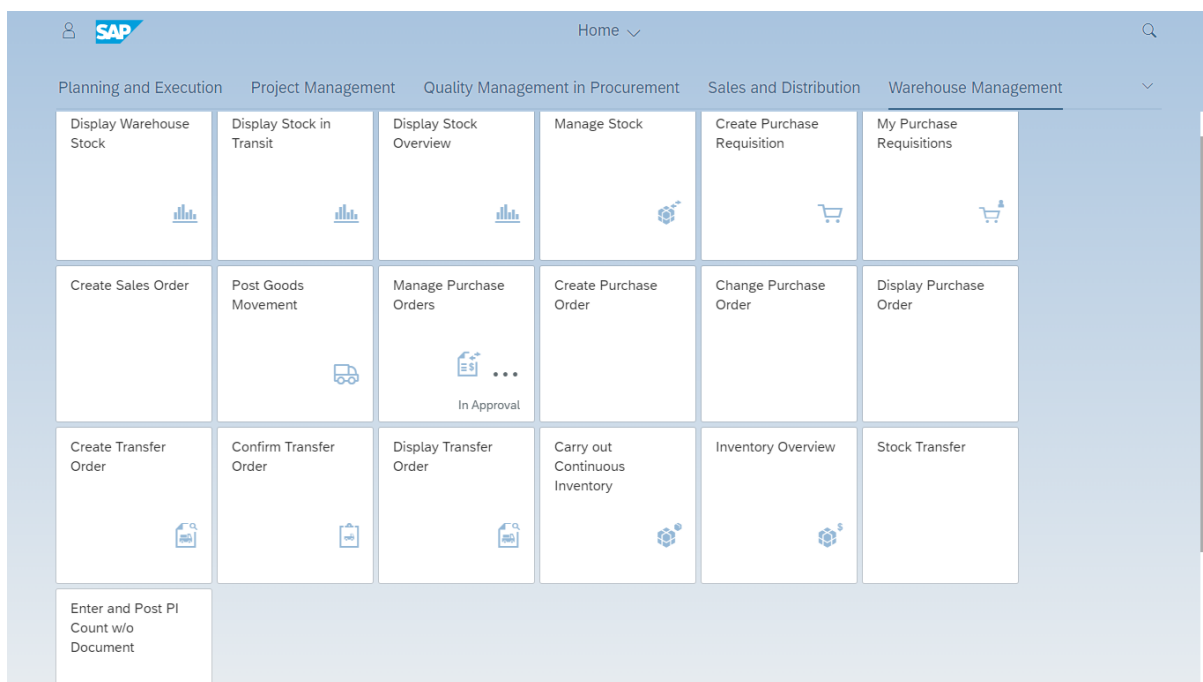 SAP
Home
Planning and Execution
Project Management
Quality Management in Procurement
Sales and Distribution
Warehouse Management
Display Warehouse
Stock
Display Stock in
Transit
Display Stock
Overview
Manage Stock
Create Purchase
Requisition
My Purchase
Requisitions
Create Sales Order
Post Goods
Movement
Manage Purchase
Orders
...
In Approval
Create Purchase
Order
Change Purchase
Order
Display Purchase
Order
Create Transfer
Order
Confirm Transfer
Order
Display Transfer
Order
Carry out
Continuous
Inventory
Inventory Overview
Stock Transfer
Enter and Post PI
Count w/o
Document